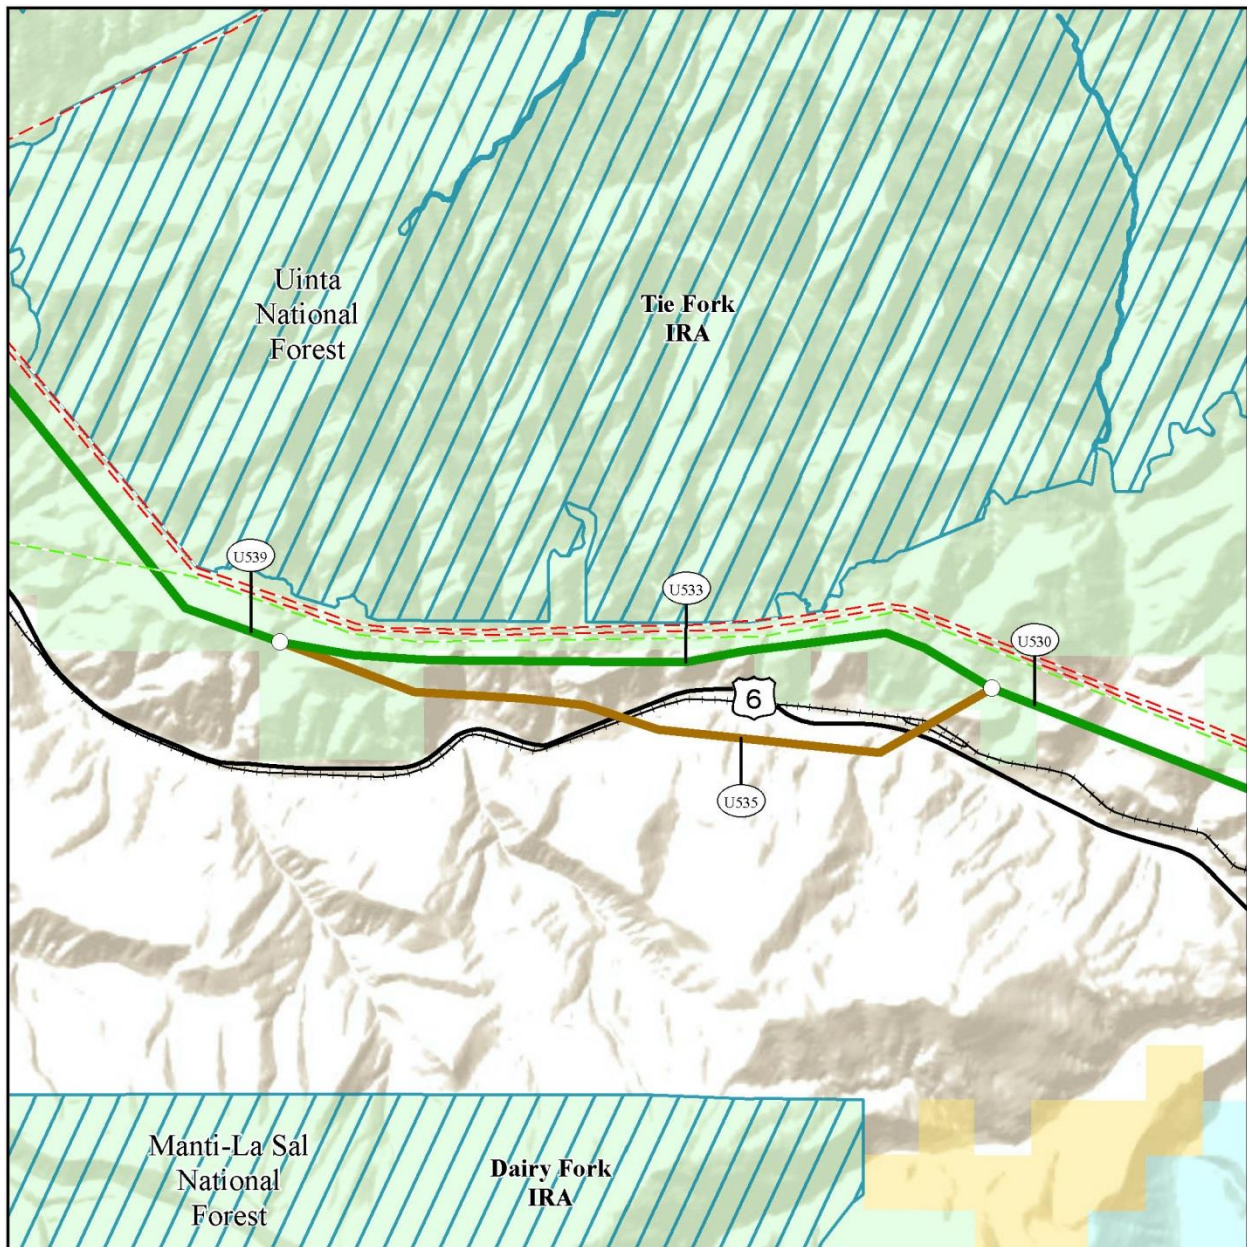 Uinta
National
Forest
Tie Fork
IRA
U539
U533
U530
6
U535
Manti-La Sal
National
Forest
Dairy Fork
IRA